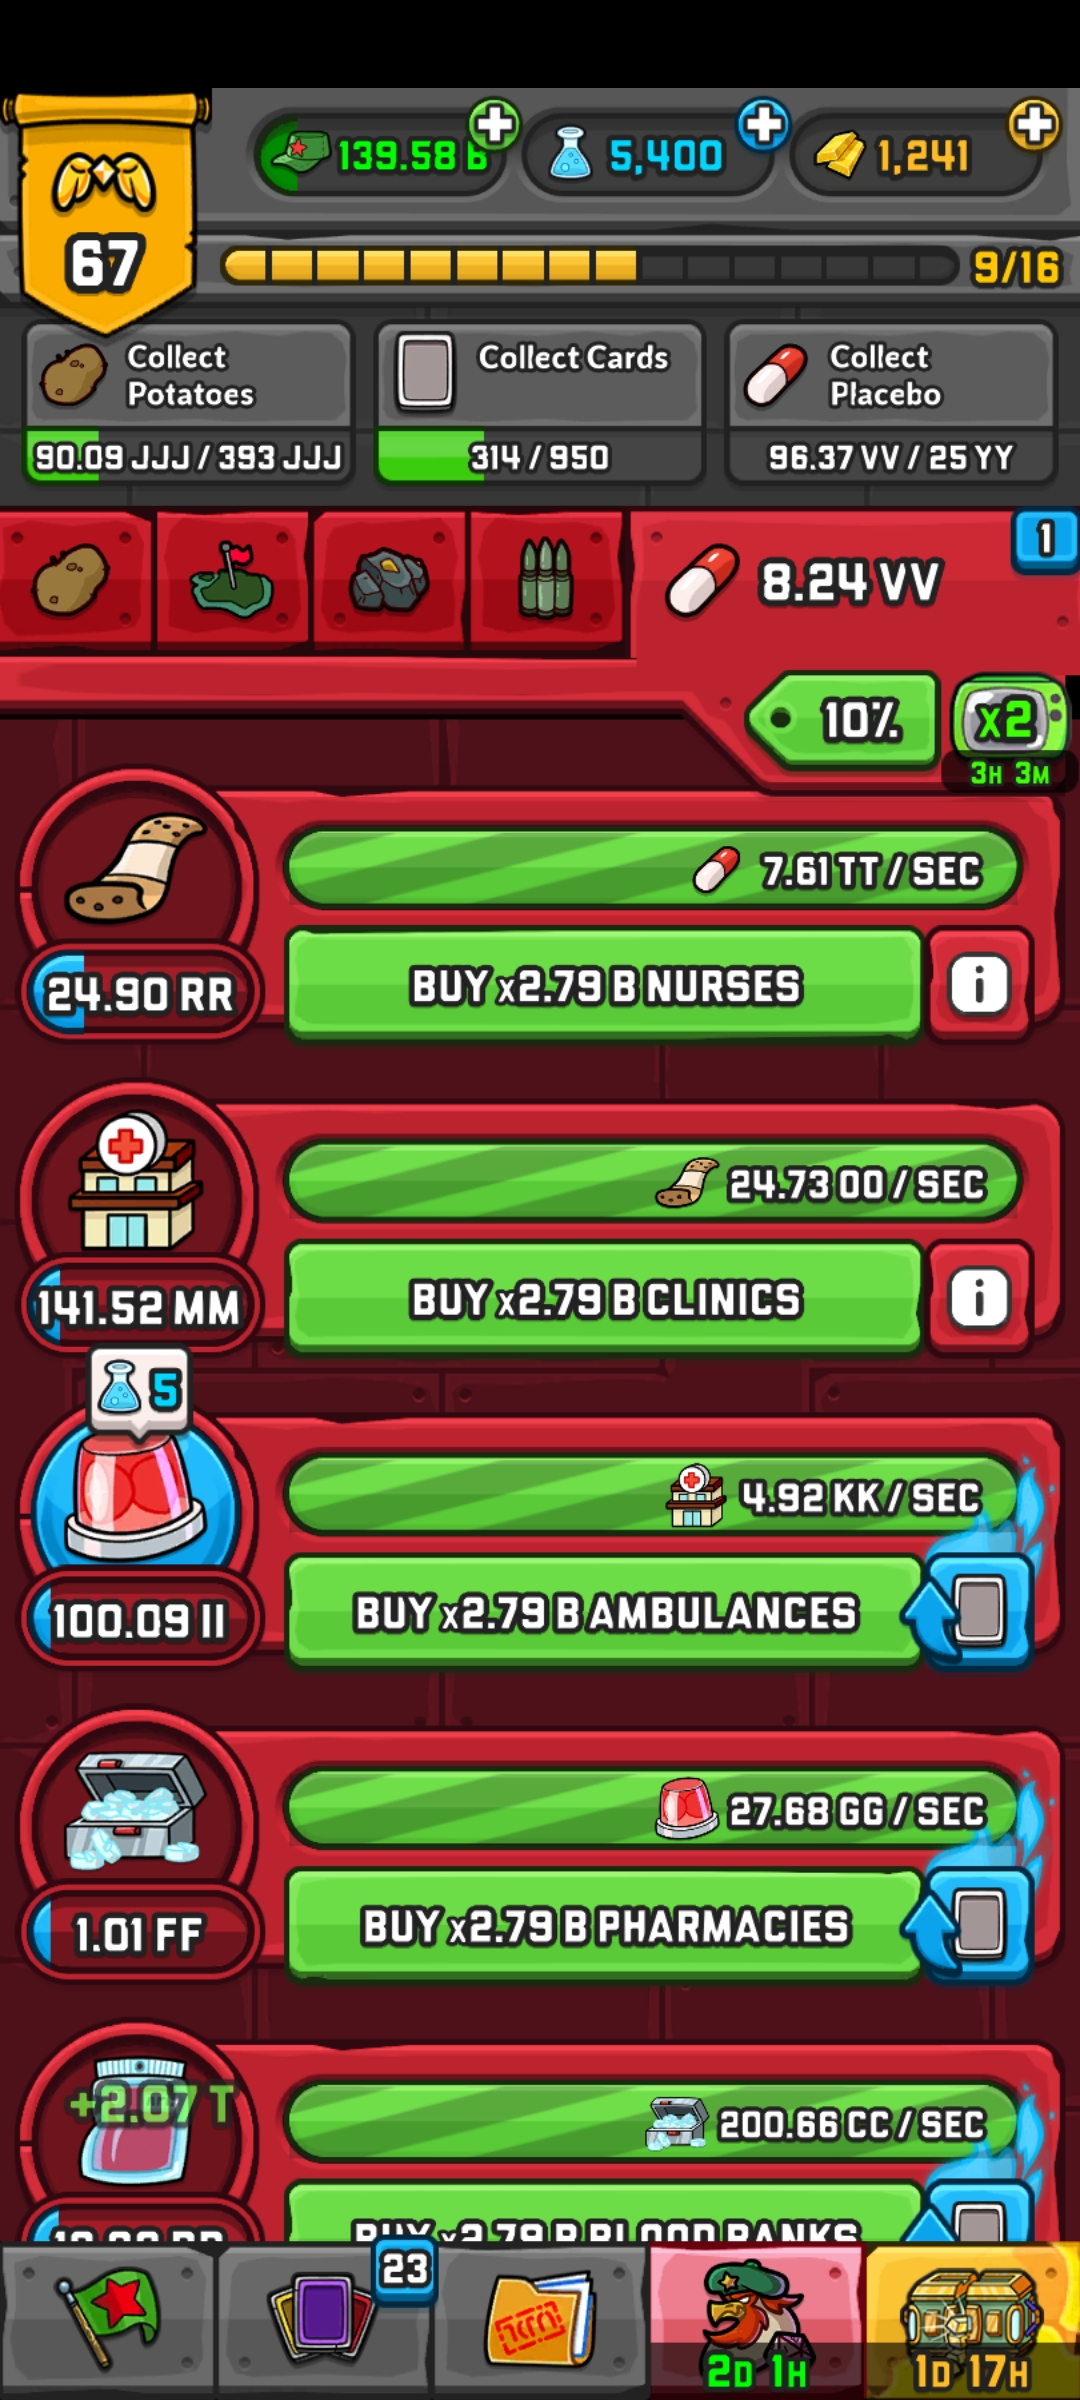 139.58 B
5,400
1,241
67
9/16
Collect
Potatoes
90.09 JJJ / 393 JJJ
Collect Cards
314 / 950
Collect
Placebo
96.37 VV / 25 YY
8.24 VV
1
10%
x2
3H 3M
7.61 TT / SEC
24.90 RR
BUY x2.79 B NURSES
i
24.73 OO / SEC
141.52 MM
BUY x2.79 B CLINICS
i
5
4.92 KK / SEC
100.09 II
BUY x2.79 B AMBULANCES
27.68 GG / SEC
1.01 FF
BUY x2.79 B PHARMACIES
+2.07 T
200.66 CC / SEC
BUY x2.79 B BLOOD BANKS
23
2D 1H
1D 17H